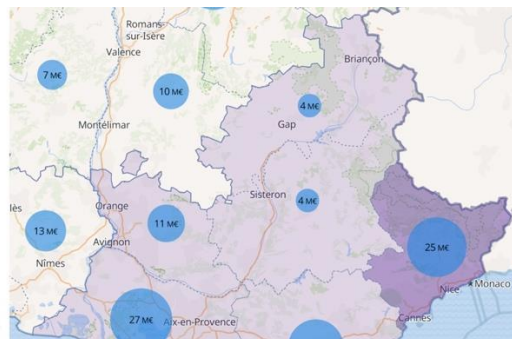 Romans-
sur-Isère
Valence
Briançon
7 M€
10 M€
4 M€
Montélimar
Gap
Sisteron
4 M€
Orange
lès
11 M€
13 M€
25 M€
Avignon
Nîmes
Nice
Monaco
27 M€
Aix-en-Provence
Cannes